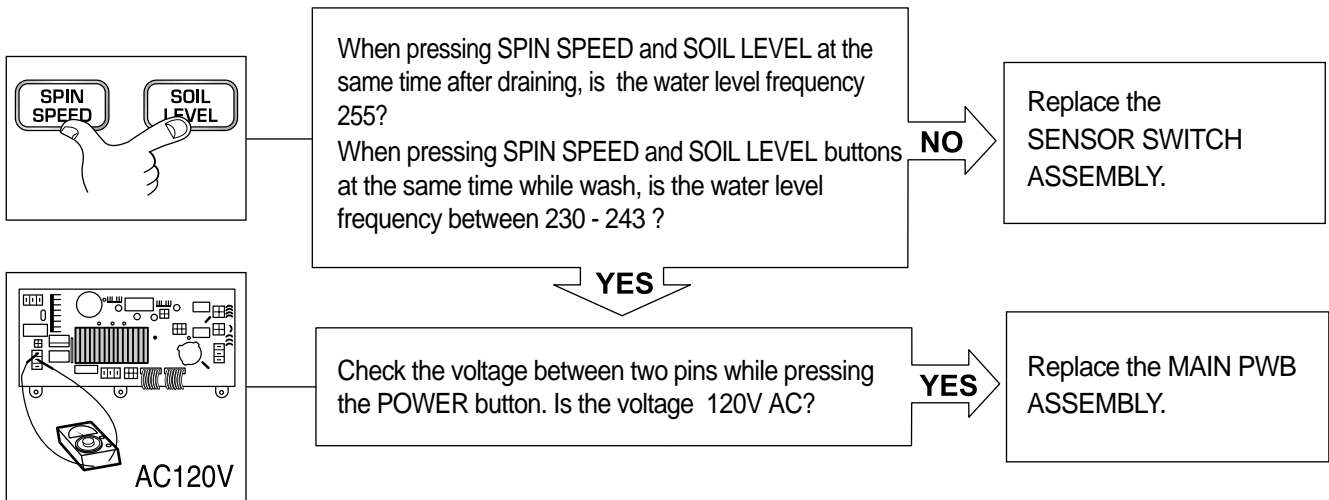 SPIN
SPEED
SOIL
LEVEL
When pressing SPIN SPEED and SOIL LEVEL at the
same time after draining, is the water level frequency
255?
When pressing SPIN SPEED and SOIL LEVEL buttons
at the same time while wash, is the water level
frequency between 230 - 243 ?
NO
Replace the
SENSOR SWITCH
ASSEMBLY.
YES
AC120V
Check the voltage between two pins while pressing
the POWER button. Is the voltage 120V AC?
YES
Replace the MAIN PWB
ASSEMBLY.